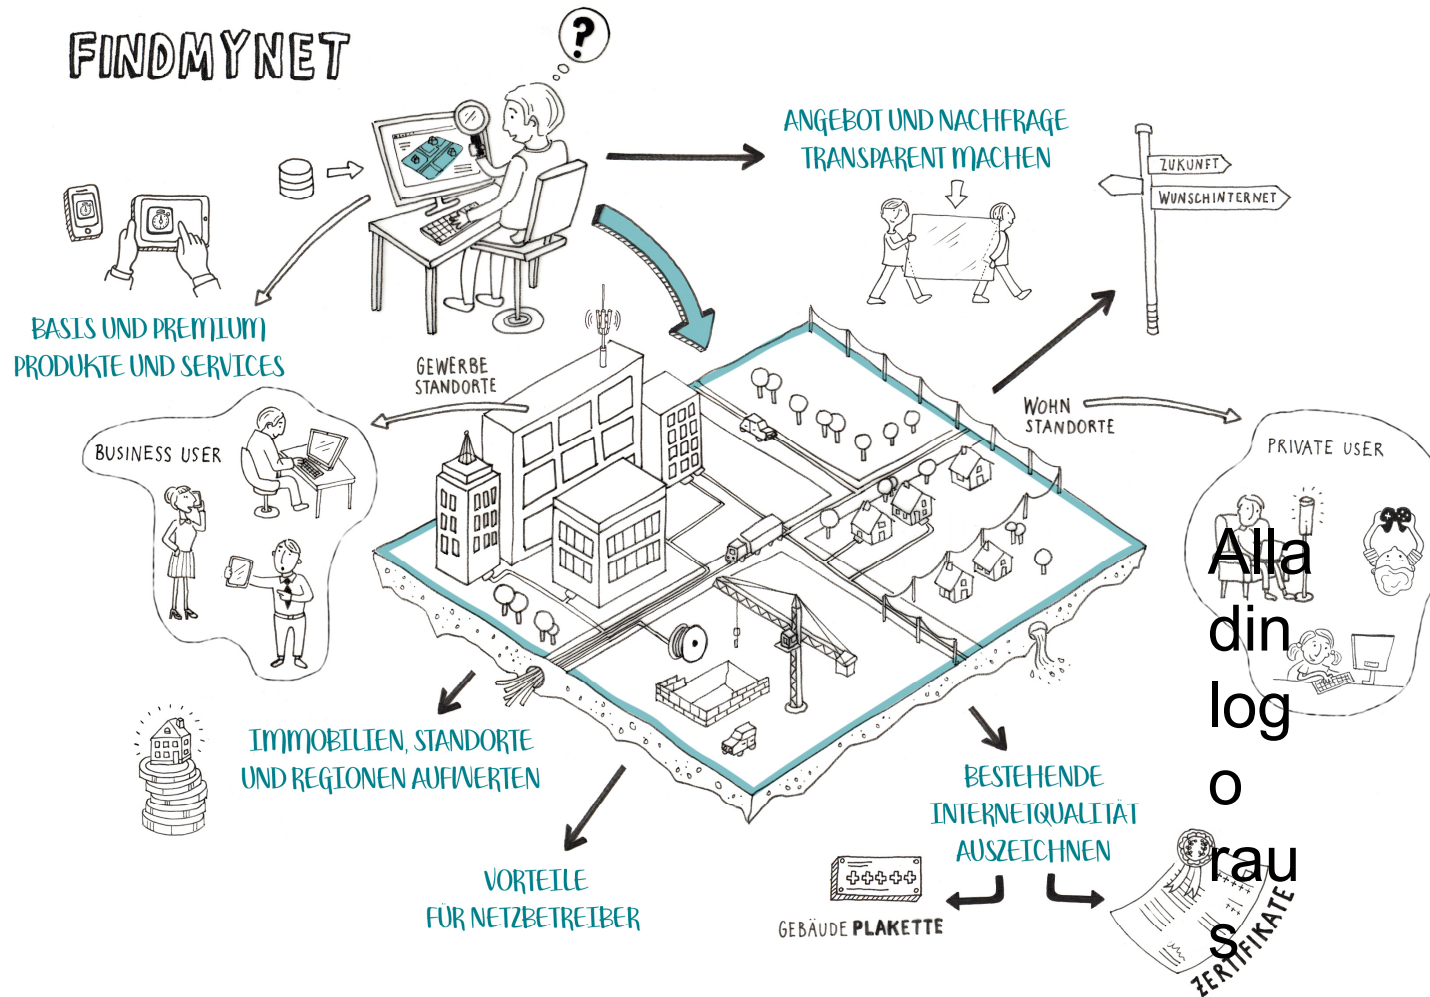 FINDMYNET
?
ANGEBOT UND NACHFRAGE
TRANSPARENT MACHEN
ZUKUNFT
WUNSCHINTERNET
BASIS UND PREMIUM
PRODUKTE UND SERVICES
GEWERBE
STANDORTE
WOHN
STANDORTE
BUSINESS USER
PRIVATE USER
Alla
din
log
o
rau
s
IMMOBILIEN, STANDORTE
UND REGIONEN AUFWERTEN
BESTEHENDE
INTERNETQUALITÄT
AUSZEICHNEN
VORTEILE
FÜR NETZBETREIBER
+++++
GEBÄUDE PLAKETTE
ZERTIFIKATE